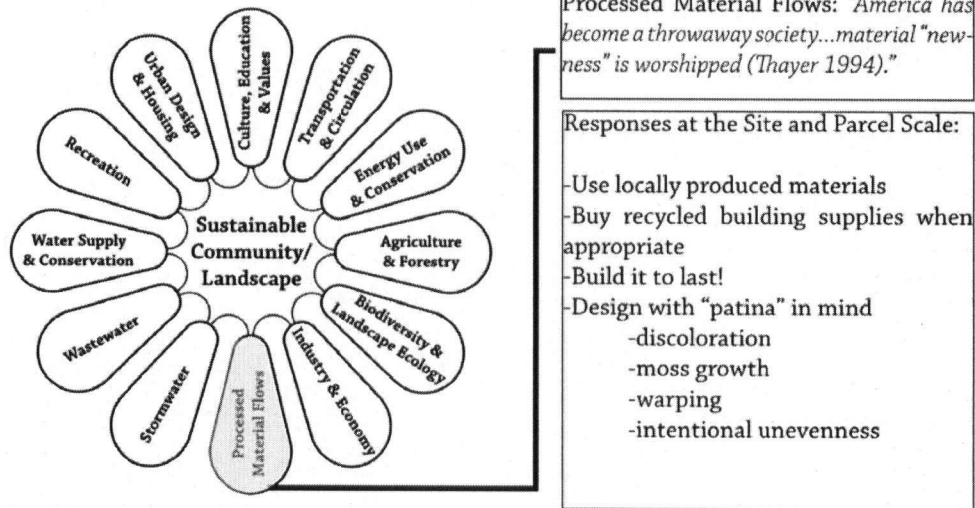 Culture, Education
& Values
Transportation
& Circulation
Energy Use
& Conservation
Agriculture
& Forestry
Biodiversity &
Landscape Ecology
Industry & Economy
Processed
Material Flows
Stormwater
Wastewater
Water Supply
& Conservation
Recreation
Urban Design
& Housing
Sustainable
Community/
Landscape
Processed Material Flows: "America has
become a throwaway society...material "new-
ness" is worshipped (Thayer 1994)."
Responses at the Site and Parcel Scale:
-Use locally produced materials
-Buy recycled building supplies when
appropriate
-Build it to last!
-Design with "patina" in mind
-discoloration
-moss growth
-warping
-intentional unevenness